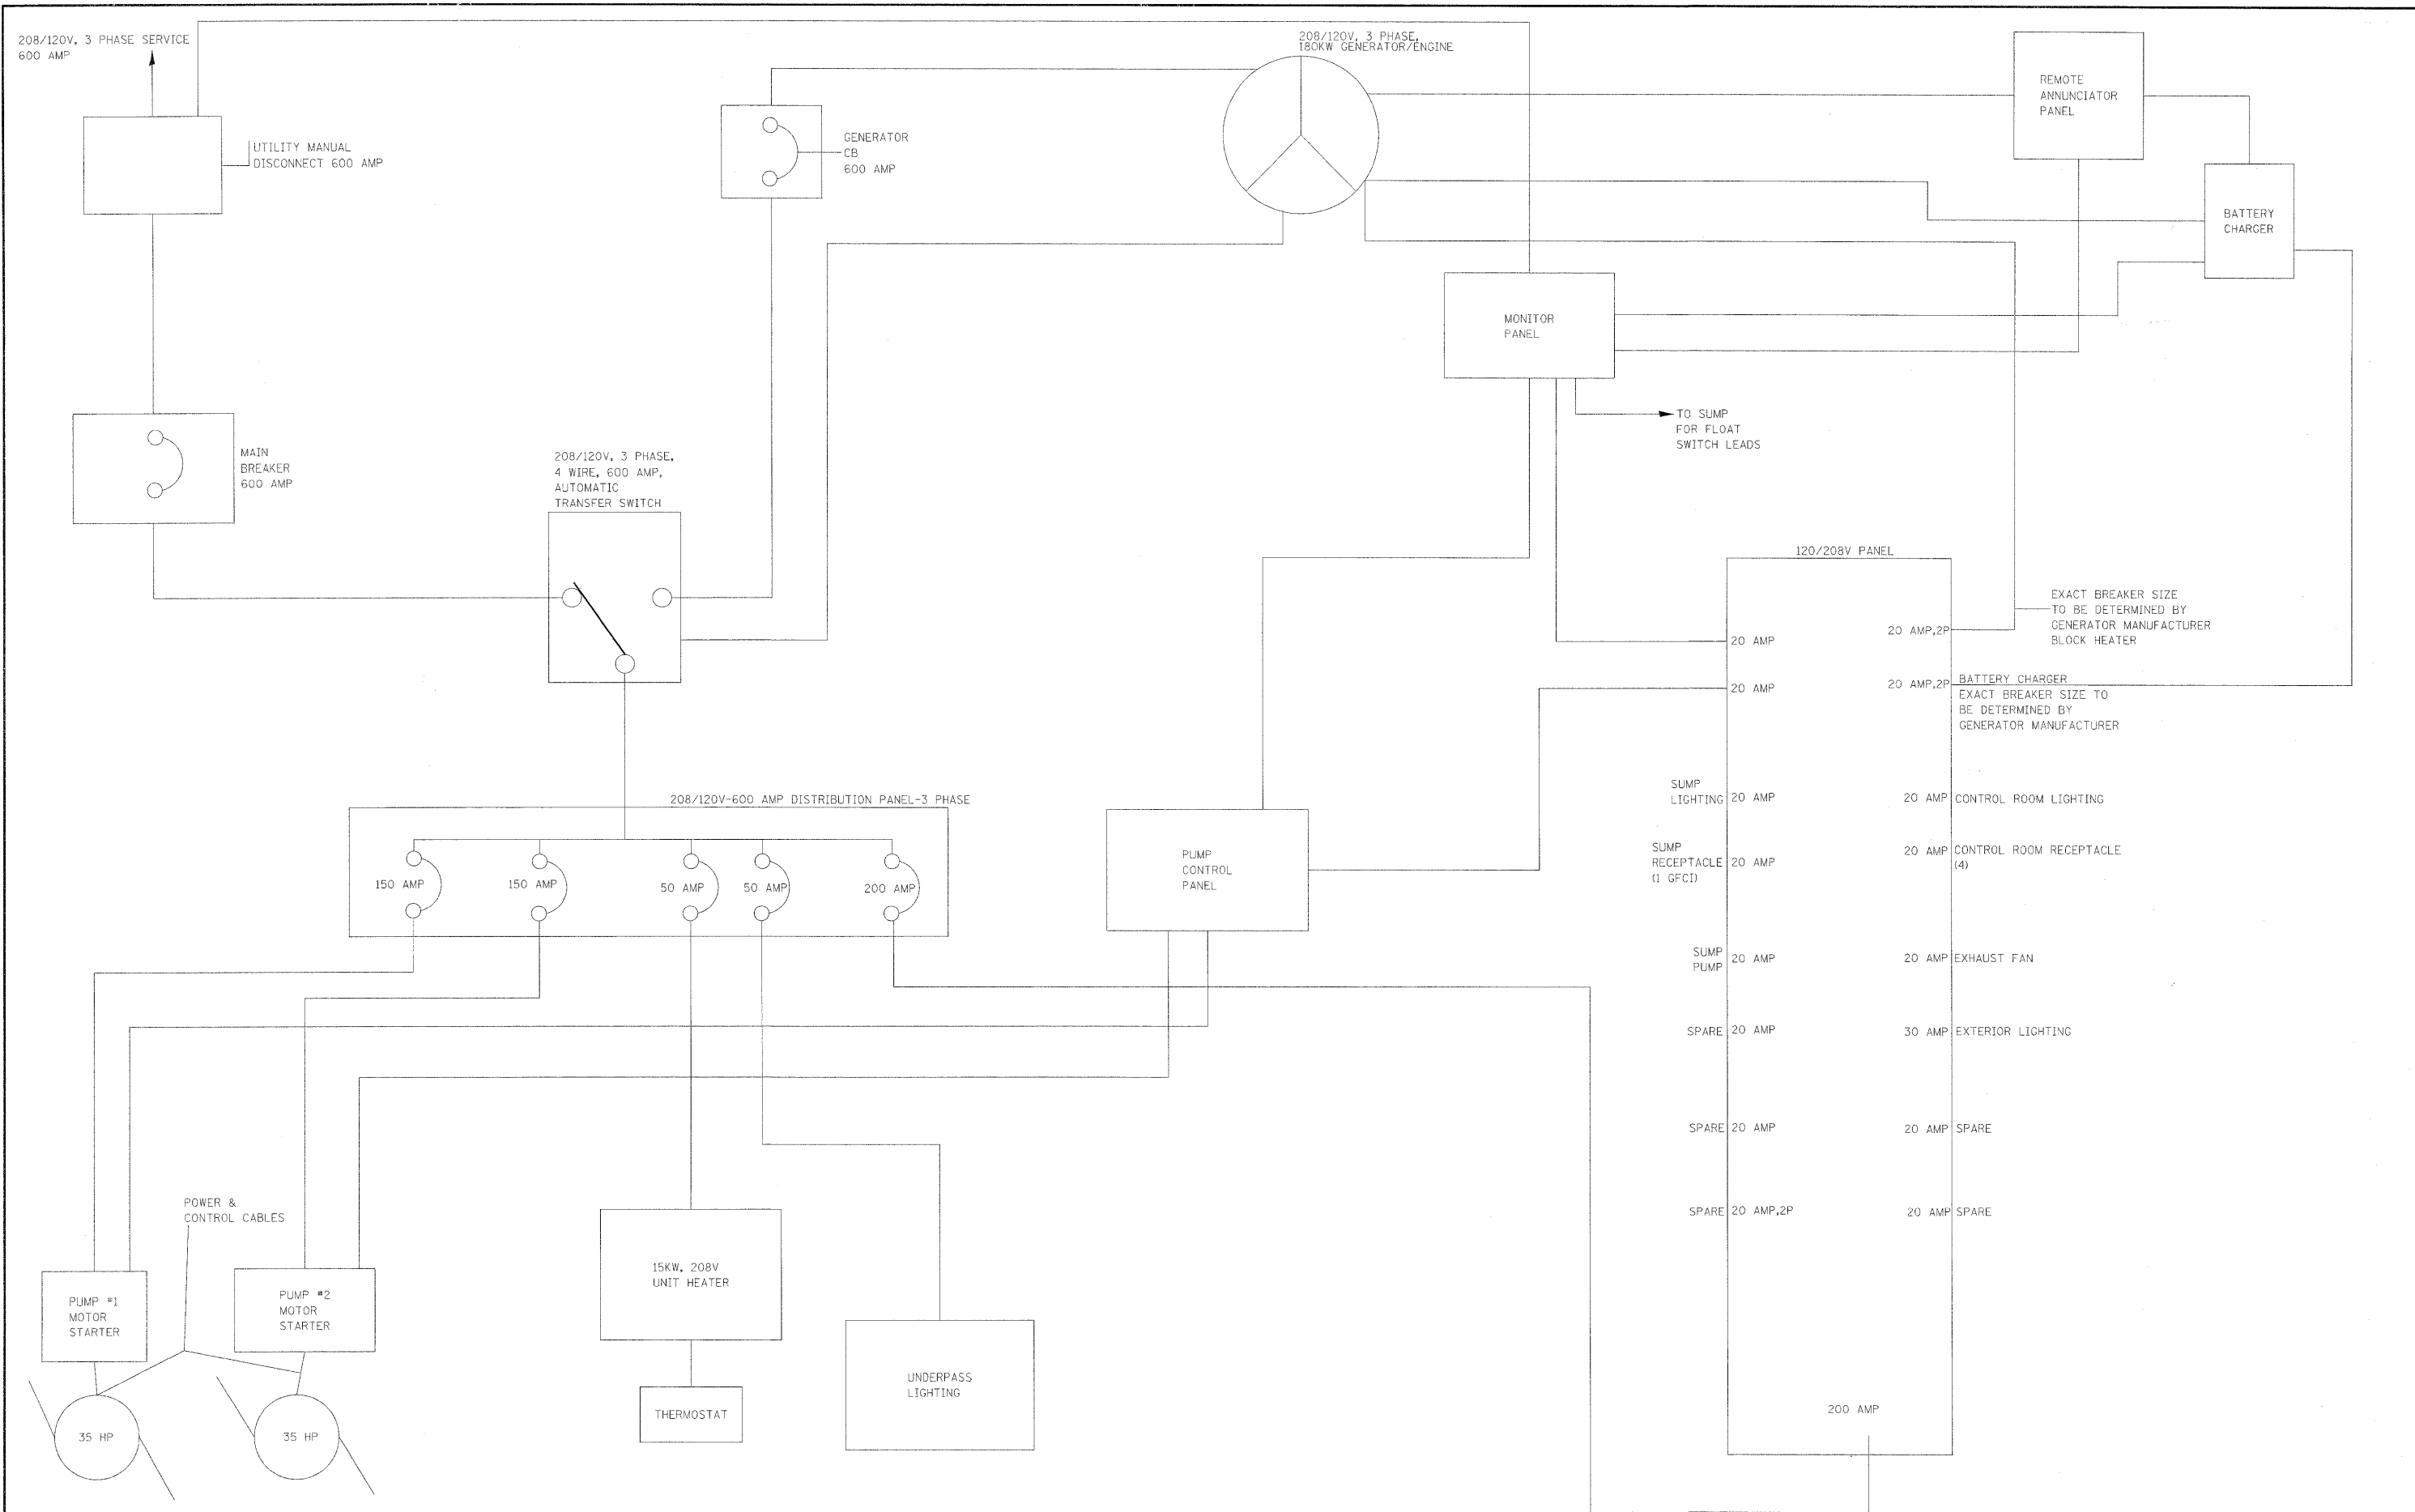 208/120V, 3 PHASE SERVICE
600 AMP
UTILITY MANUAL
DISCONNECT 600 AMP
GENERATOR
CB
600 AMP
208/120V, 3 PHASE,
180KW GENERATOR/ENGINE
REMOTE
ANNUNCIATOR
PANEL
BATTERY
CHARGER
MONITOR
PANEL
TO SUMP
FOR FLOAT
SWITCH LEADS
MAIN
BREAKER
600 AMP
208/120V, 3 PHASE,
4 WIRE, 600 AMP,
AUTOMATIC
TRANSFER SWITCH
208/120V-600 AMP DISTRIBUTION PANEL-3 PHASE
150 AMP
150 AMP
50 AMP
50 AMP
200 AMP
PUMP
CONTROL
PANEL
120/208V PANEL
20 AMP
20 AMP,2P
EXACT BREAKER SIZE
TO BE DETERMINED BY
GENERATOR MANUFACTURER
BLOCK HEATER
20 AMP
20 AMP,2P
BATTERY CHARGER
EXACT BREAKER SIZE TO
BE DETERMINED BY
GENERATOR MANUFACTURER
SUMP
LIGHTING
20 AMP
20 AMP
CONTROL ROOM LIGHTING
SUMP
RECEPTACLE
(1 GFCI)
20 AMP
20 AMP
CONTROL ROOM RECEPTACLE
(4)
SUMP
PUMP
20 AMP
20 AMP
EXHAUST FAN
SPARE
20 AMP
30 AMP
EXTERIOR LIGHTING
SPARE
20 AMP
20 AMP
SPARE
SPARE
20 AMP,2P
20 AMP
SPARE
200 AMP
POWER &
CONTROL CABLES
PUMP #1
MOTOR
STARTER
PUMP #2
MOTOR
STARTER
15KW, 208V
UNIT HEATER
THERMOSTAT
UNDERPASS
LIGHTING
35 HP
35 HP